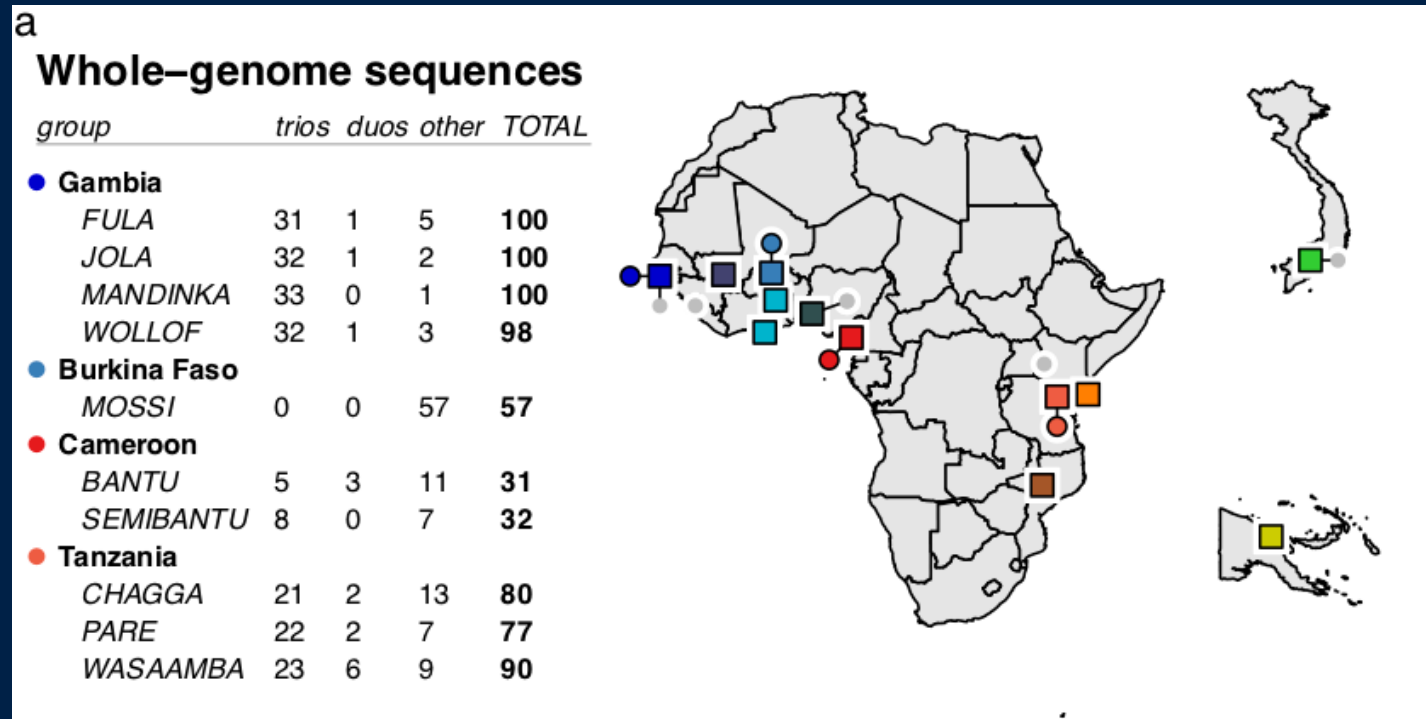 a
Whole–genome sequences
group trios duos other TOTAL
Gambia
FULA 31 1 5 100
JOLA 32 1 2 100
MANDINKA 33 0 1 100
WOLLOF 32 1 3 98
Burkina Faso
MOSSI 0 0 57 57
Cameroon
BANTU 5 3 11 31
SEMIBANTU 8 0 7 32
Tanzania
CHAGGA 21 2 13 80
PARE 22 2 7 77
WASAAMBA 23 6 9 90